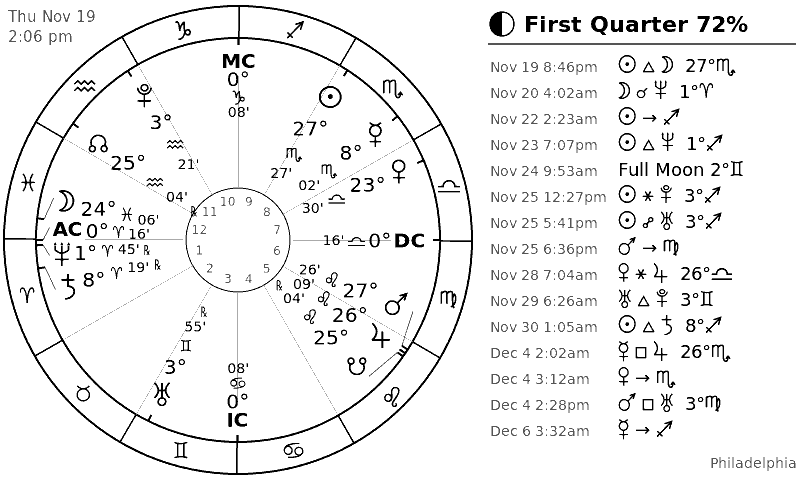 Thu Nov 19
2:06 pm
First Quarter 72%
Nov 19 8:46pm ☉ △ ☽ 27°♏
Nov 20 4:02am ☽ ☌ ♆ 1°♈
Nov 22 2:23am ☉ → ♐
Nov 23 7:07pm ☉ △ ♆ 1°♐
Nov 24 9:53am Full Moon 2°♊
Nov 25 12:27pm ☉ ⚹ ♇ 3°♐
Nov 25 5:41pm ☉ ☍ ♅ 3°♐
Nov 25 6:36pm ♂ → ♍
Nov 28 7:04am ♀ ⚹ ♃ 26°♎
Nov 29 6:26am ♅ △ ♇ 3°♊
Nov 30 1:05am ☉ △ ♄ 8°♐
Dec 4 2:02am ☿ □ ♃ 26°♏
Dec 4 3:12am ♀ → ♏
Dec 4 2:28pm ♂ □ ♅ 3°♍
Dec 6 3:32am ☿ → ♐
Philadelphia
♑ ♐ ♏ ♎ ♍ ♌ ♋ ♊ ♉ ♈ ♓ ♒
MC
0°
♑
08'
♇ 3° ♒ 21'
☊ 25° ♒ 04' ℞
☽ 24° ♓ 06'
AC 0° ♈ 16'
♆ 1° ♈ 45' ℞
♄ 8° ♈ 19' ℞
☉ 27° ♏ 27'
☿ 8° ♏ 02'
♀ 23° ♎ 30'
16' ♎ 0° DC
26' ♌ 27° ♂
09' ♌ 26° ♃
℞ 04' ♌ 25° ☋
℞
55'
♊
3°
♅
08'
♋
0°
IC
10 9
11 8
12 7
1 6
2 5
3 4